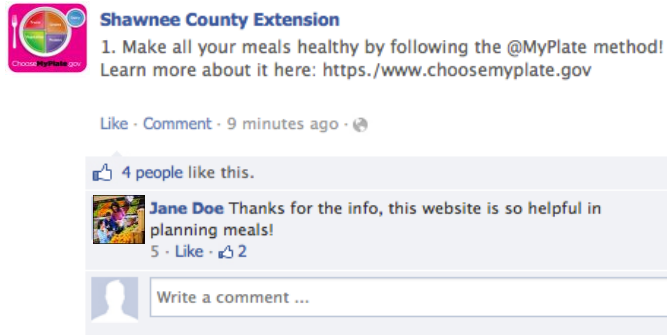 Shawnee County Extension
1. Make all your meals healthy by following the @MyPlate method!
Learn more about it here: https./www.choosemyplate.gov
ChooseMyPlate.gov
Like · Comment · 9 minutes ago ·
4 people like this.
Jane Doe Thanks for the info, this website is so helpful in
planning meals!
5 · Like · 2
Write a comment ...